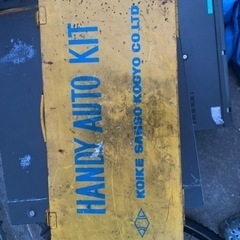 HANDY AUTO KIT
KOIKE SANSO KOGYO CO LTD